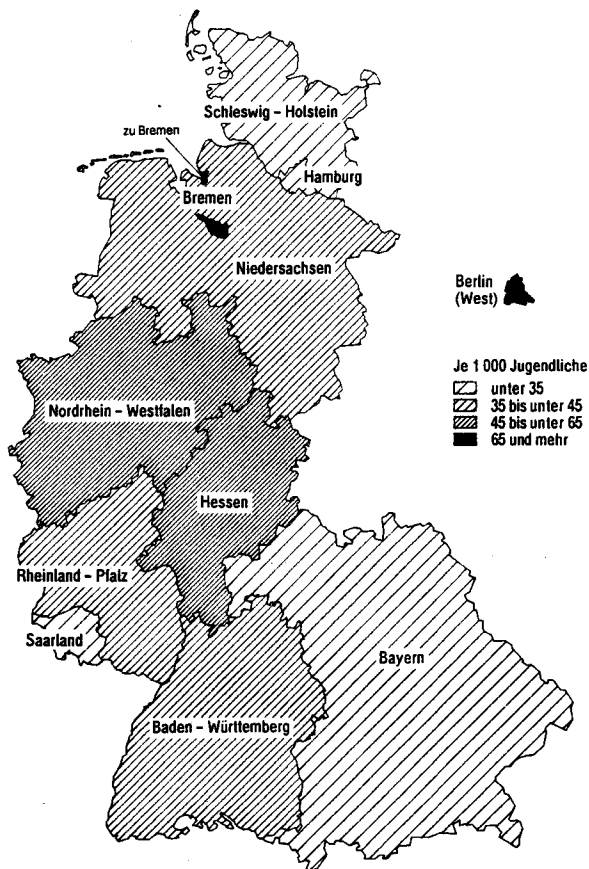 Schleswig – Holstein
zu Bremen
Hamburg
Bremen
Niedersachsen
Berlin
(West)
Je 1 000 Jugendliche
unter 35
35 bis unter 45
45 bis unter 65
65 und mehr
Nordrhein – Westfalen
Hessen
Rheinland – Pfalz
Saarland
Bayern
Baden – Württemberg